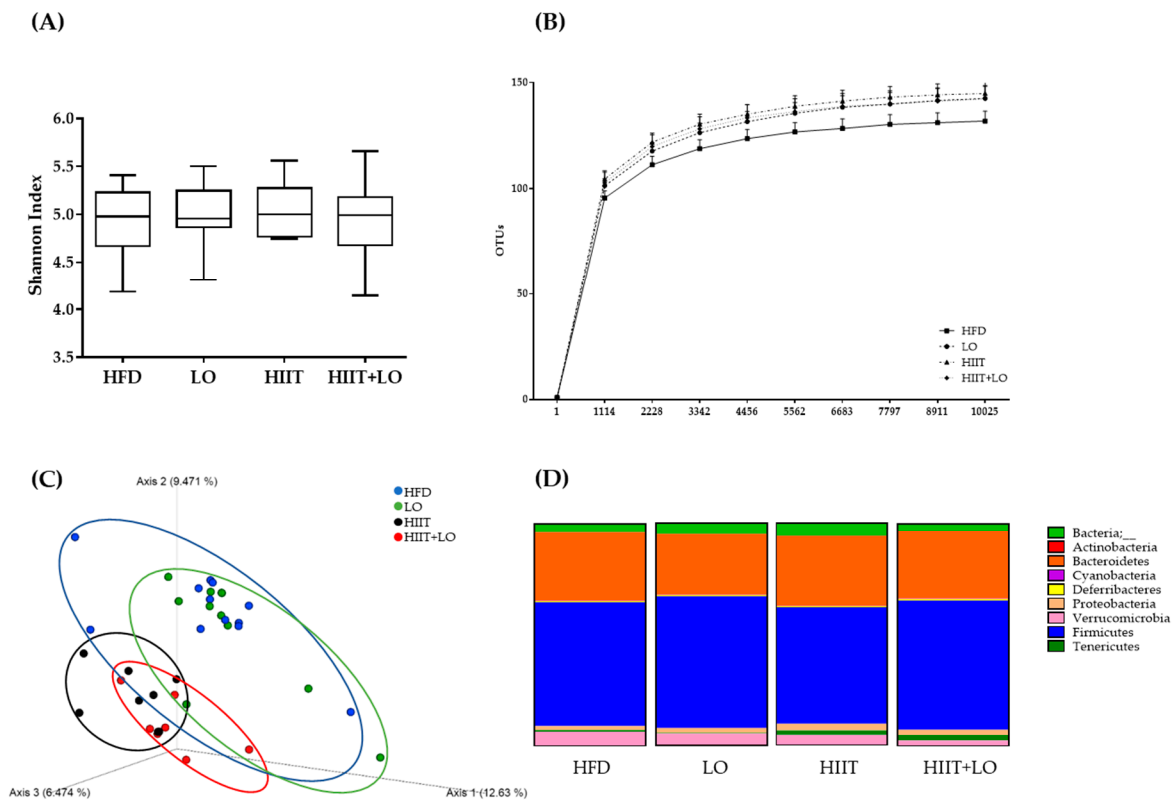 (A)
Shannon Index
6.0
5.5
5.0
4.5
4.0
3.5
HFD LO HIIT HIIT+LO
(B)
OTUs
150
100
50
0
1 1114 2228 3342 4456 5562 6683 7797 8911 10025
HFD
LO
HIIT
HIIT+LO
(C)
Axis 2 (9.471 %)
HFD
LO
HIIT
HIIT+LO
Axis 3 (6.474 %)
Axis 1 (12.63 %)
(D)
HFD LO HIIT HIIT+LO
Bacteria;__
Actinobacteria
Bacteroidetes
Cyanobacteria
Deferribacteres
Proteobacteria
Verrucomicrobia
Firmicutes
Tenericutes